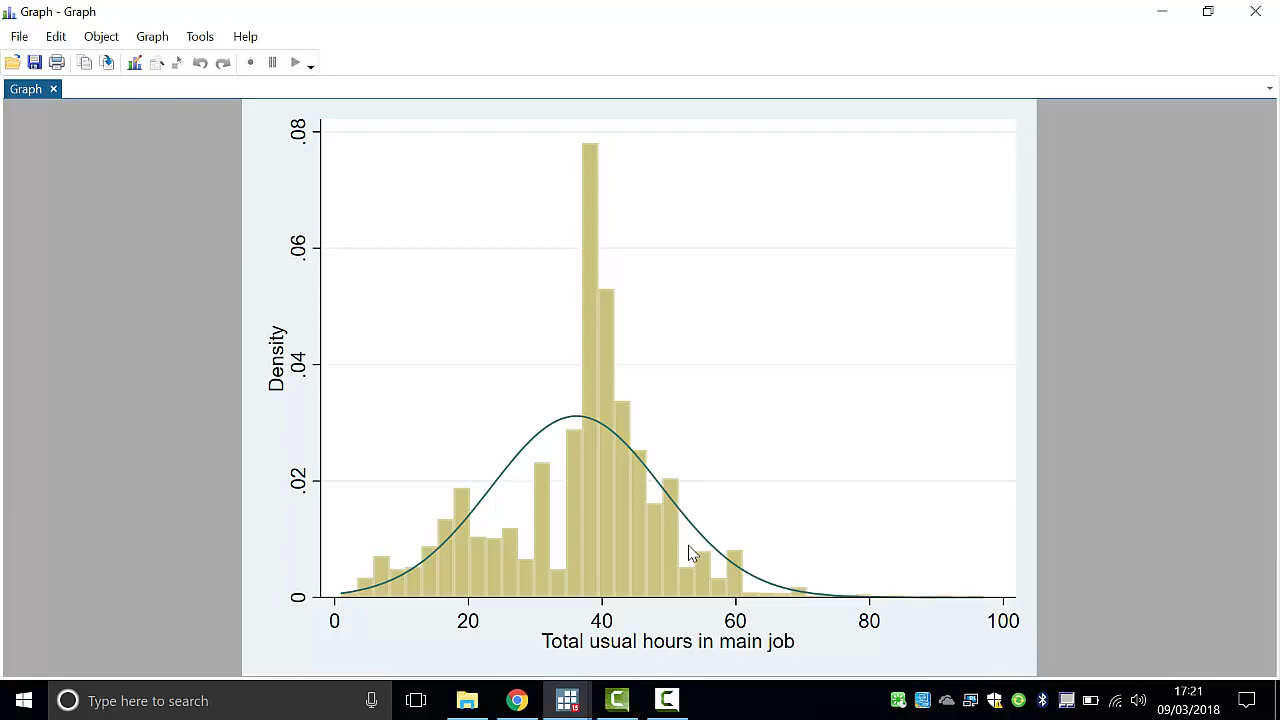 Graph - Graph
File Edit Object Graph Tools Help
Graph
.08
.06
.04
.02
0
Density
0 20 40 60 80 100
Total usual hours in main job
Type here to search
15
17:21
09/03/2018